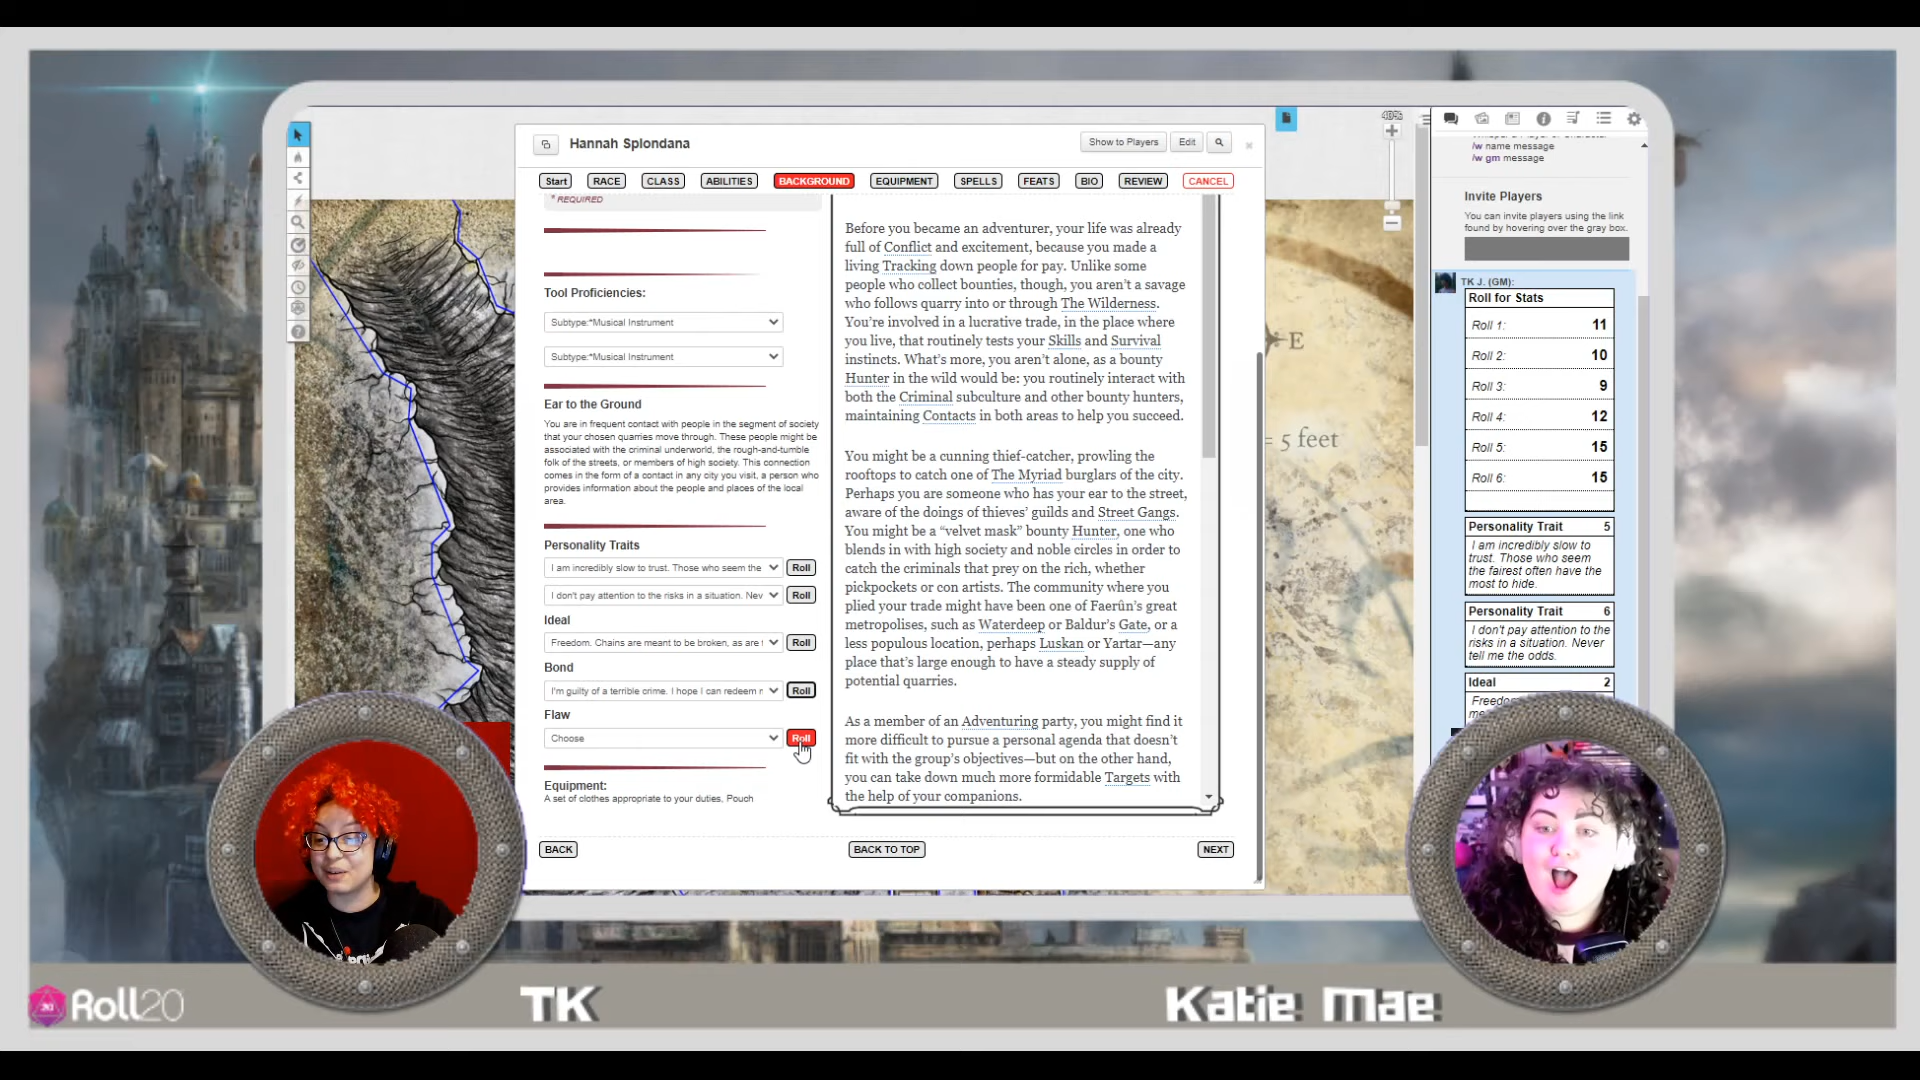 Hannah Splondana
Show to Players
Edit
Start
RACE
CLASS
ABILITIES
BACKGROUND
EQUIPMENT
SPELLS
FEATS
BIO
REVIEW
CANCEL
* REQUIRED
Tool Proficiencies:
Subtype:*Musical Instrument
Subtype:*Musical Instrument
Ear to the Ground
You are in frequent contact with people in the segment of society
that your chosen quarries move through. These people might be
associated with the criminal underworld, the rough-and-tumble
folk of the streets, or members of high society. This connection
comes in the form of a contact in any city you visit, a person who
provides information about the people and places of the local
area.
Personality Traits
I am incredibly slow to trust. Those who seem the
Roll
I don't pay attention to the risks in a situation. Nev
Roll
Ideal
Freedom. Chains are meant to be broken, as are
Roll
Bond
I'm guilty of a terrible crime. I hope I can redeem
Roll
Flaw
Choose
Roll
Equipment:
A set of clothes appropriate to your duties, Pouch
Before you became an adventurer, your life was already
full of Conflict and excitement, because you made a
living Tracking down people for pay. Unlike some
people who collect bounties, though, you aren't a savage
who follows quarry into or through The Wilderness.
You're involved in a lucrative trade, in the place where
you live, that routinely tests your Skills and Survival
instincts. What's more, you aren't alone, as a bounty
Hunter in the wild would be: you routinely interact with
both the Criminal subculture and other bounty hunters,
maintaining Contacts in both areas to help you succeed.
You might be a cunning thief-catcher, prowling the
rooftops to catch one of The Myriad burglars of the city.
Perhaps you are someone who has your ear to the street,
aware of the doings of thieves' guilds and Street Gangs.
You might be a “velvet mask” bounty Hunter, one who
blends in with high society and noble circles in order to
catch the criminals that prey on the rich, whether
pickpockets or con artists. The community where you
plied your trade might have been one of Faerûn's great
metropolises, such as Waterdeep or Baldur's Gate, or a
less populous location, perhaps Luskan or Yartar—any
place that's large enough to have a steady supply of
potential quarries.
As a member of an Adventuring party, you might find it
more difficult to pursue a personal agenda that doesn't
fit with the group's objectives—but on the other hand,
you can take down much more formidable Targets with
the help of your companions.
BACK
BACK TO TOP
NEXT
E
= 5 feet
/w name message
/w gm message
Invite Players
You can invite players using the link
found by hovering over the gray box.
TK J. (GM):
Roll for Stats
Roll 1: 11
Roll 2: 10
Roll 3: 9
Roll 4: 12
Roll 5: 15
Roll 6: 15
Personality Trait 5
I am incredibly slow to
trust. Those who seem
the fairest often have the
most to hide.
Personality Trait 6
I don't pay attention to the
risks in a situation. Never
tell me the odds.
Ideal 2
Roll20
TK
Katie Mae